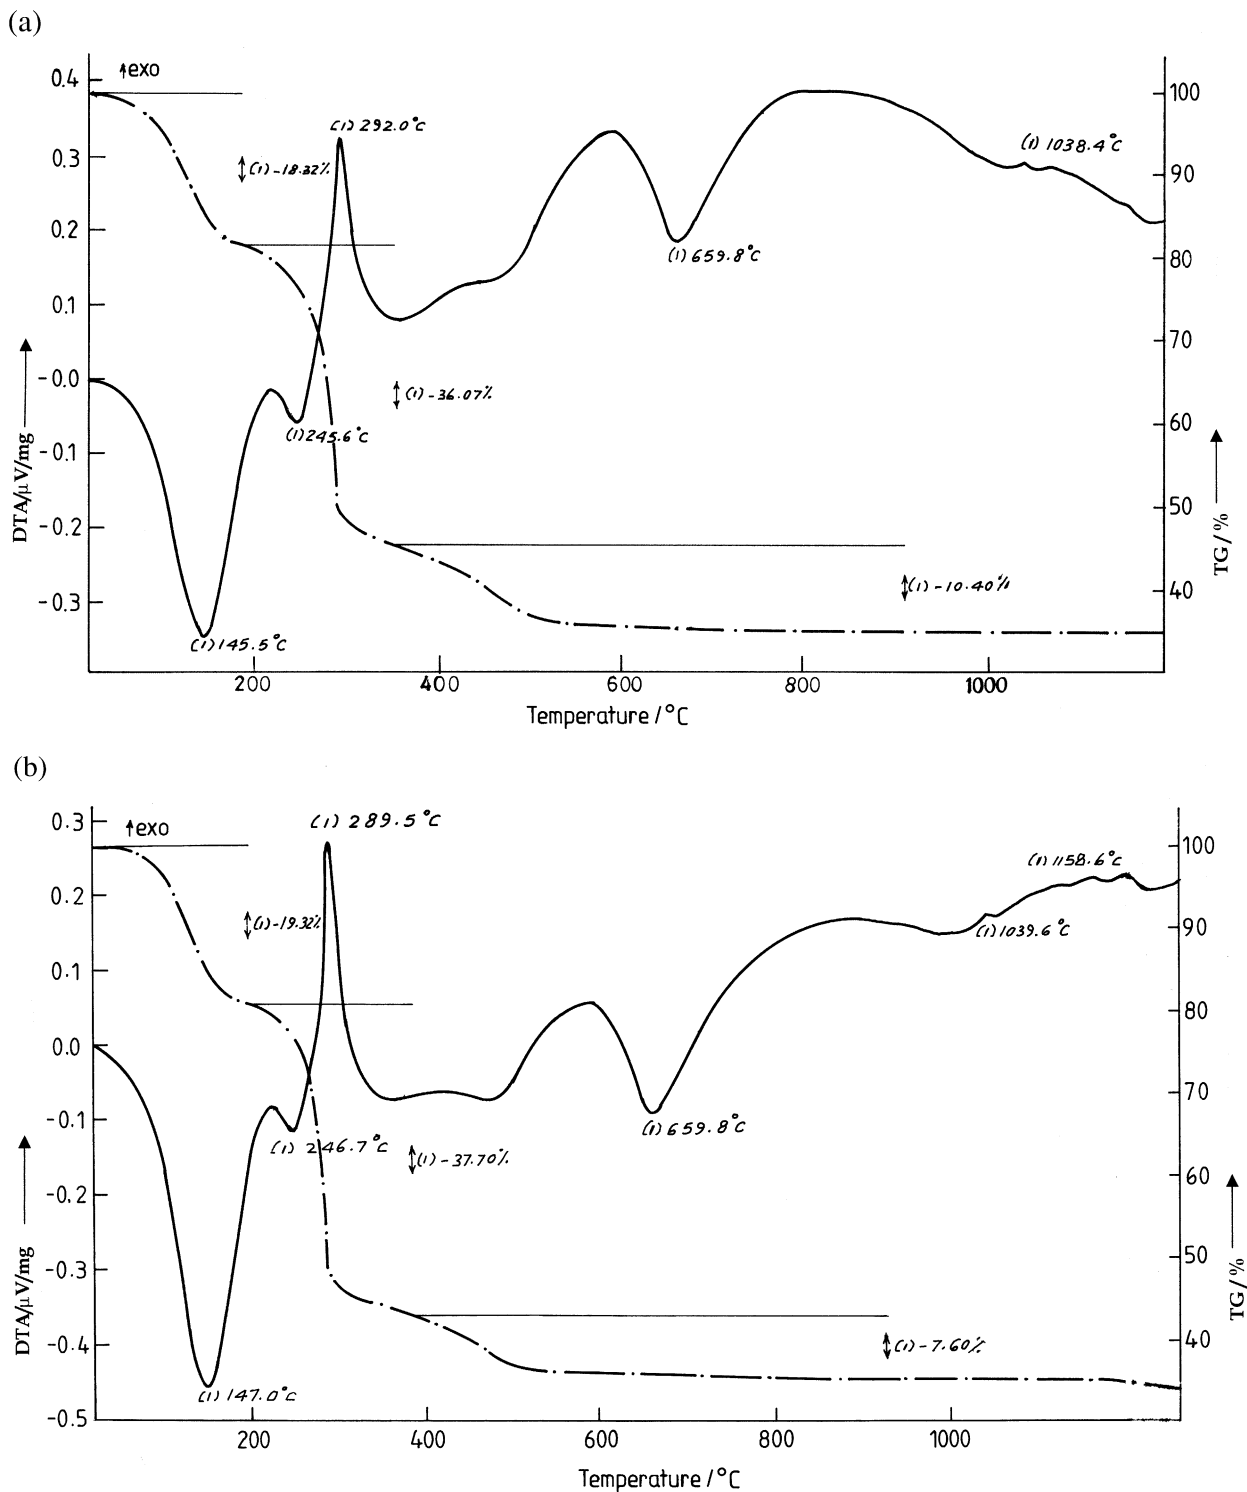 (a)
↑exo
0.4
0.3
0.2
0.1
-0.0
-0.1
-0.2
-0.3
DTA/μV/mg
100
90
80
70
60
50
40
TG / %
(1) 292.0°C
(1) -18.32%
(1) 1038.4°C
(1) 659.8°C
(1) -36.07%
(1) 245.6°C
(1) -10.40%
(1) 145.5°C
200 400 600 800 1000
Temperature / °C
(b)
↑exo
0.3
0.2
0.1
0.0
-0.1
-0.2
-0.3
-0.4
-0.5
DTA/μV/mg
100
90
80
70
60
50
40
TG / %
(1) 289.5°C
(1) 1158.6°C
(1) -19.32%
(1) 1039.6°C
(1) 659.8°C
(1) 246.7°C
(1) -37.70%
(1) -7.60%
(1) 147.0°C
200 400 600 800 1000
Temperature / °C